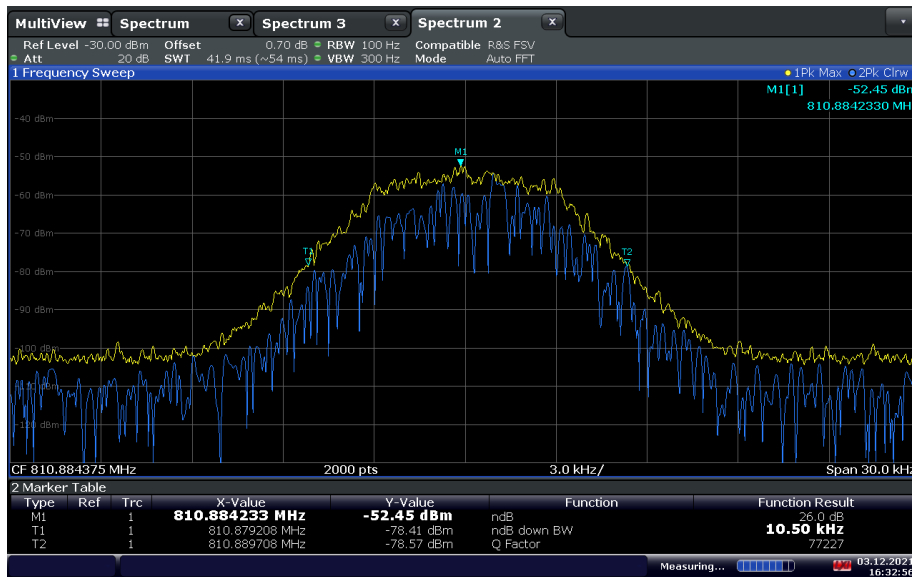 MultiView Spectrum X Spectrum 3 X Spectrum 2 X
Ref Level -30.00 dBm Offset 0.70 dB RBW 100 Hz Compatible R&S FSV
Att 20 dB SWT 41.9 ms (~54 ms) VBW 300 Hz Mode Auto FFT
1 Frequency Sweep 1Pk Max 2Pk Clrw
M1[1] -52.45 dBm
810.8842330 MH
-40 dBm
-50 dBm
M1
-60 dBm
-70 dBm
T1
T2
-80 dBm
-90 dBm
-100 dBm
-110 dBm
-120 dBm
CF 810.884375 MHz 2000 pts 3.0 kHz/ Span 30.0 kHz
2 Marker Table
Type Ref Trc X-Value Y-Value Function Function Result
M1 1 810.884233 MHz -52.45 dBm ndB 26.0 dB
T1 1 810.879208 MHz -78.41 dBm ndB down BW 10.50 kHz
T2 1 810.889708 MHz -78.57 dBm Q Factor 77227
Measuring... 03.12.2021
16:32:56